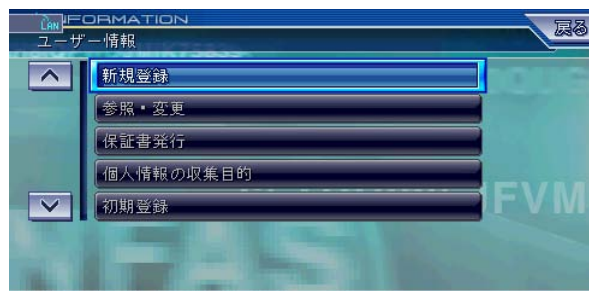 LAN
INFORMATION
戻る
ユーザー情報
新規登録
参照・変更
保証書発行
個人情報の収集目的
初期登録
FVM